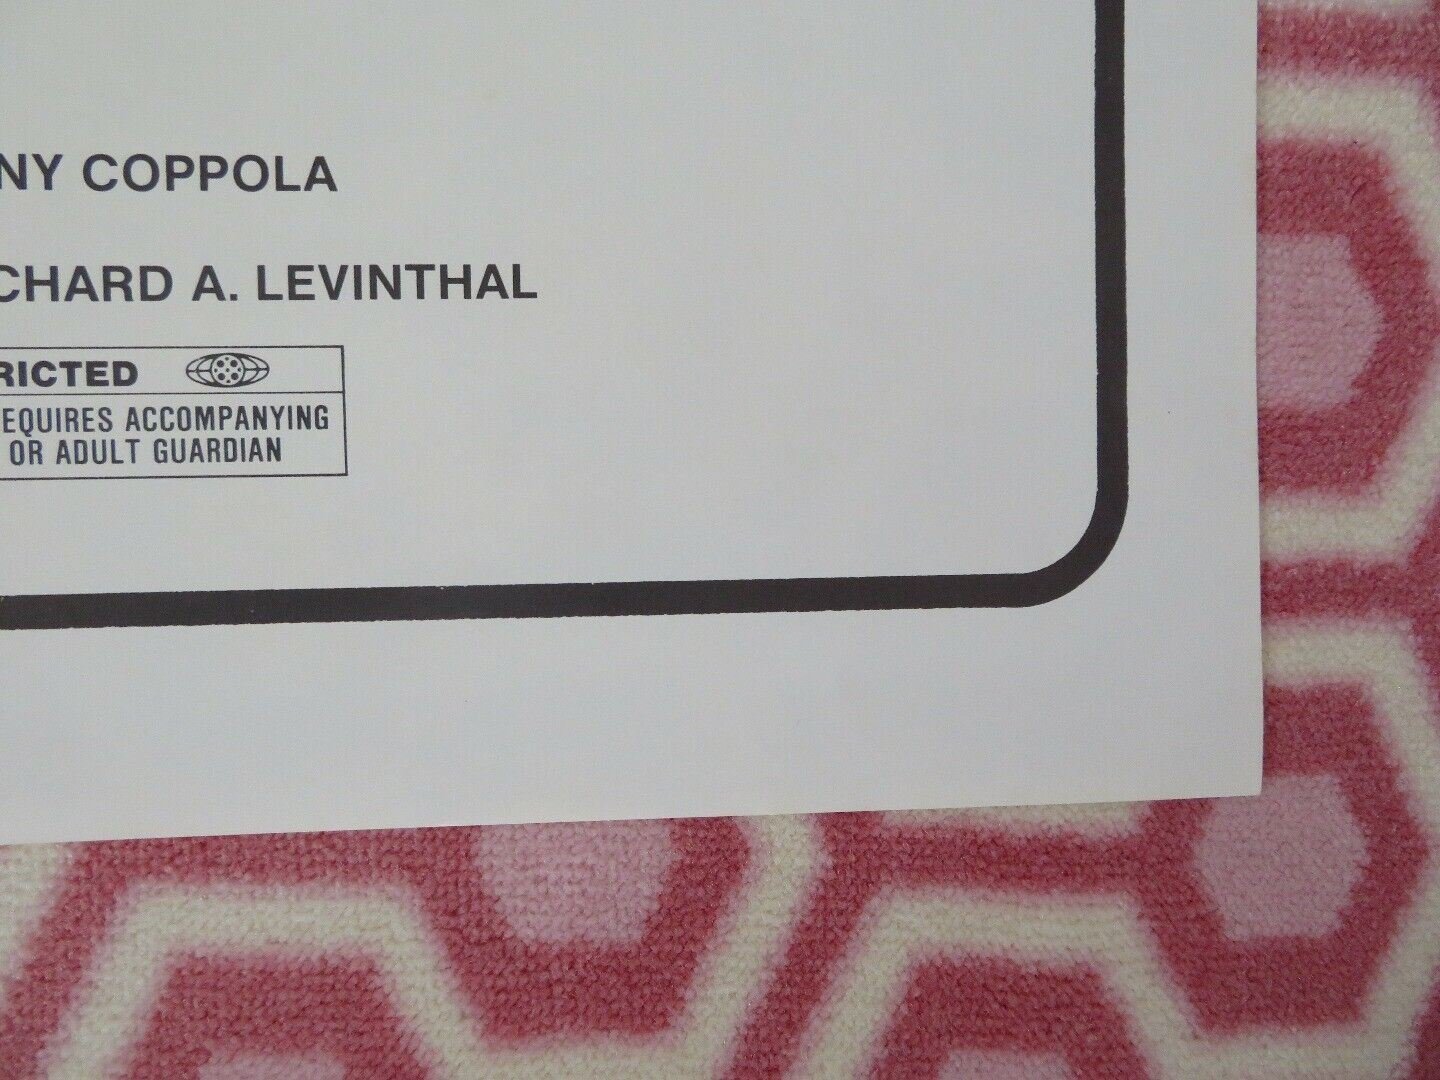 NY COPPOLA
CHARD A. LEVINTHAL
RICTED
EQUIRES ACCOMPANYING
OR ADULT GUARDIAN